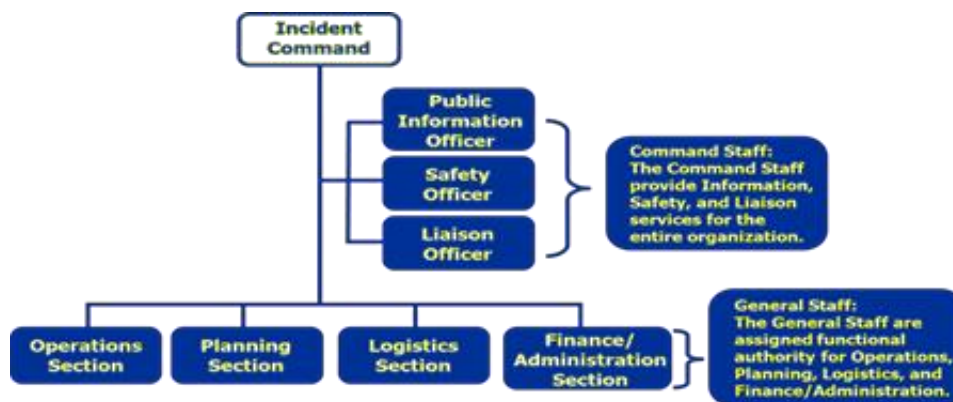 Incident
Command
Public
Information
Officer
Safety
Officer
Liaison
Officer
Command Staff:
The Command Staff
provide Information,
Safety, and Liaison
services for the
entire organization.
Operations
Section
Planning
Section
Logistics
Section
Finance/
Administration
Section
General Staff:
The General Staff are
assigned functional
authority for Operations,
Planning, Logistics, and
Finance/Administration.